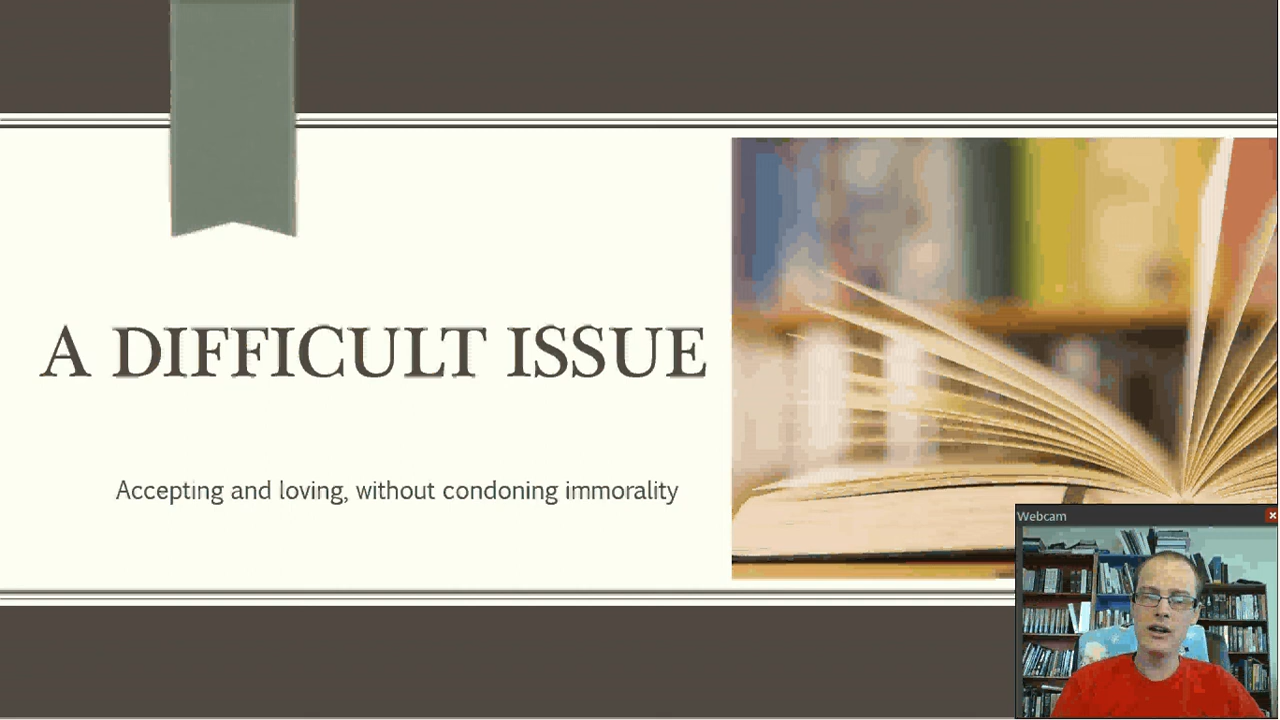 A DIFFICULT ISSUE
Accepting and loving, without condoning immorality
Webcam